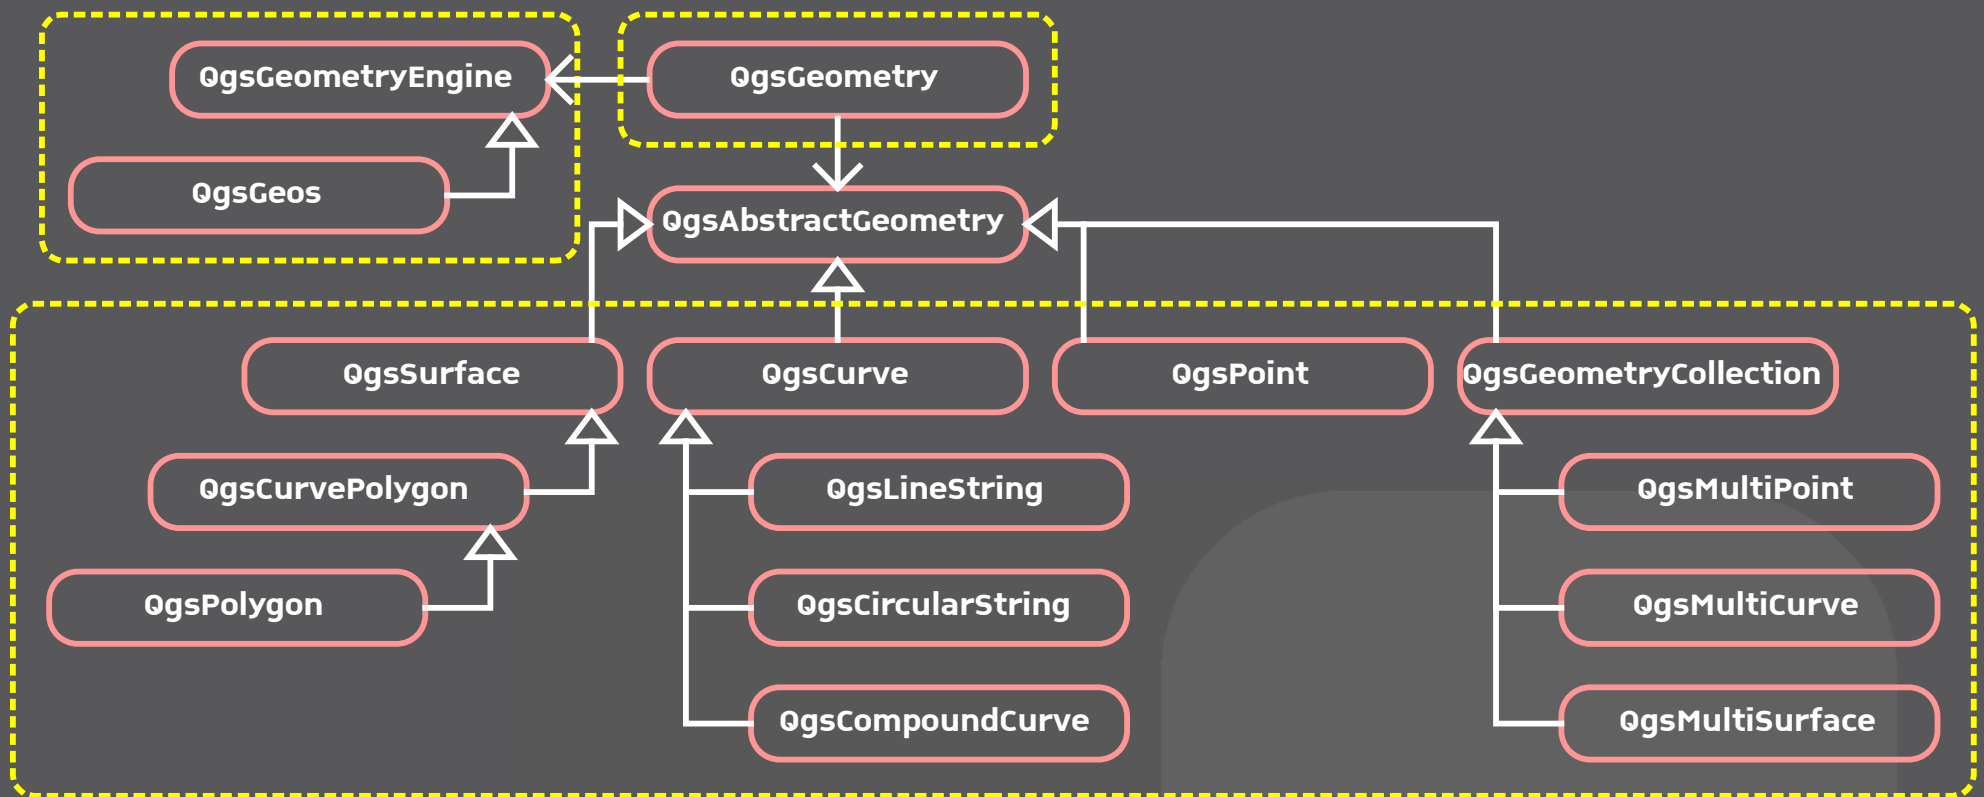 QgsGeometryEngine
QgsGeometry
QgsGeos
QgsAbstractGeometry
QgsSurface
QgsCurve
QgsPoint
QgsGeometryCollection
QgsCurvePolygon
QgsLineString
QgsMultiPoint
QgsPolygon
QgsCircularString
QgsMultiCurve
QgsCompoundCurve
QgsMultiSurface